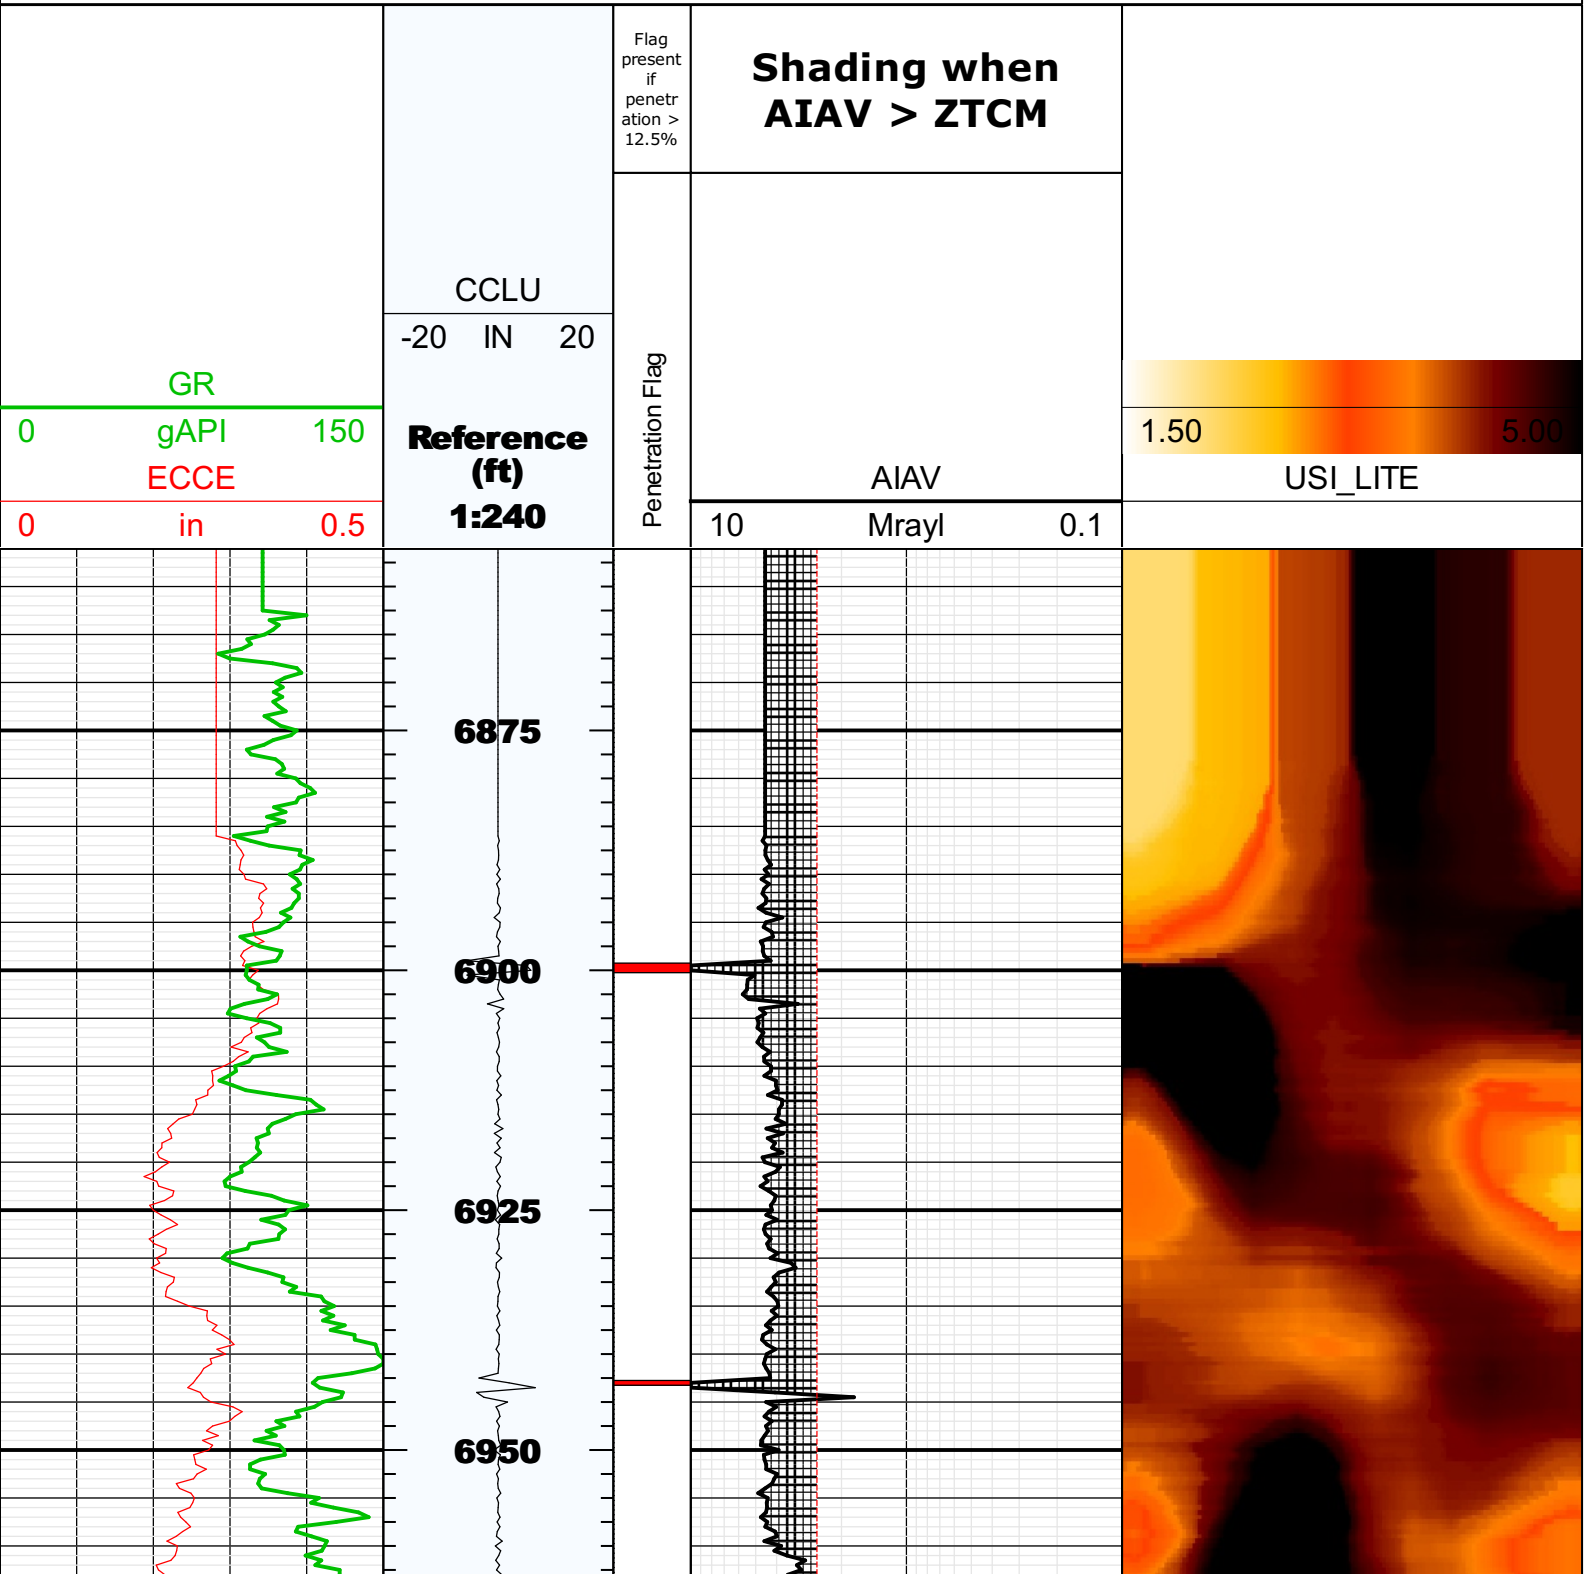 Flag
present
if
penetr
ation >
12.5%
Shading when
AIAV > ZTCM
CCLU
-20 IN 20
GR
0 gAPI 150
ECCE
0 in 0.5
Reference
(ft)
1:240
Penetration Flag
AIAV
10 Mrayl 0.1
1.50 5.00
USI_LITE
6875
6900
6925
6950